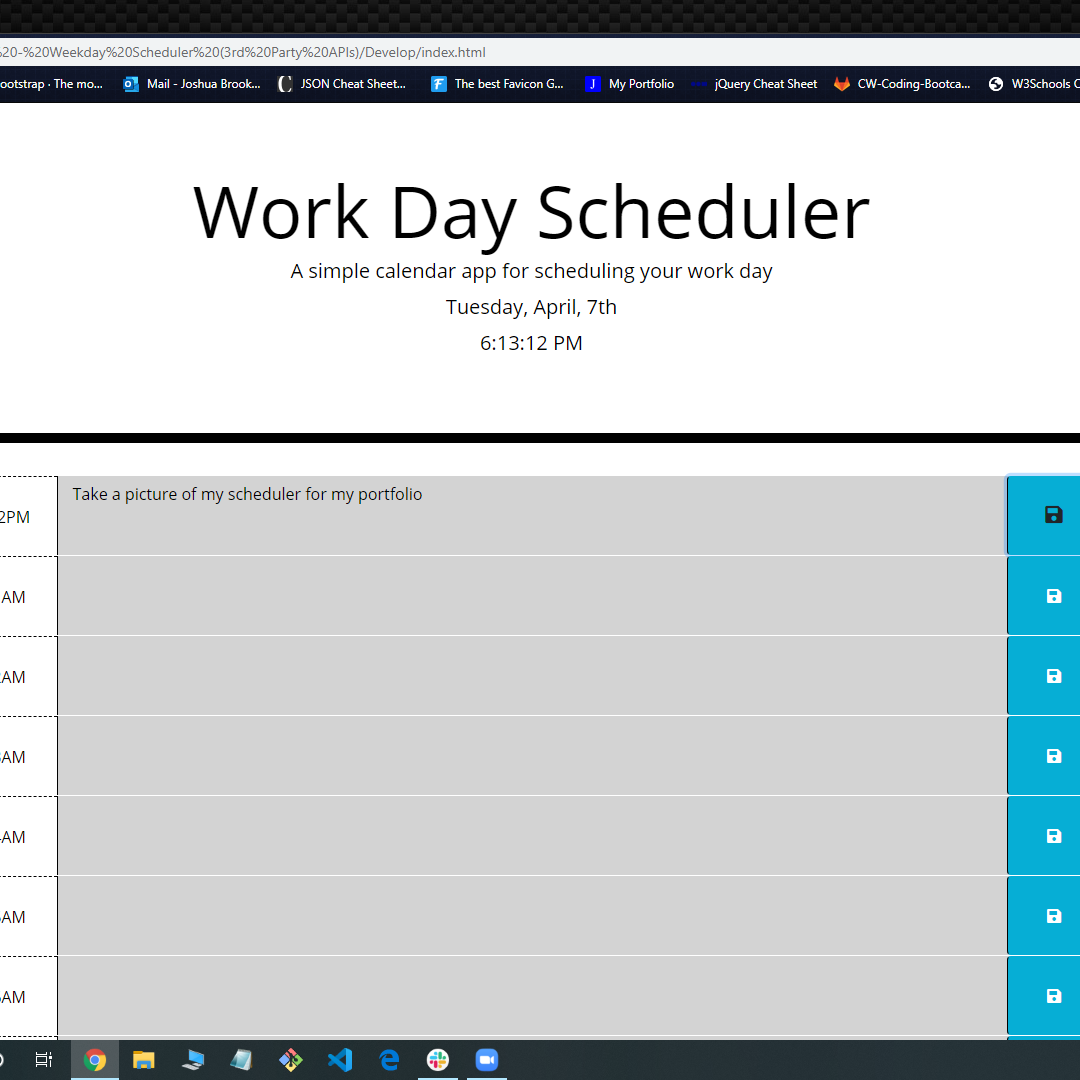 20-%20Weekday%20Scheduler%20(3rd%20Party%20APIs)/Develop/index.html
ootstrap · The mo... Mail - Joshua Brook... JSON Cheat Sheet... The best Favicon G... My Portfolio jQuery Cheat Sheet CW-Coding-Bootca... W3Schools
Work Day Scheduler
A simple calendar app for scheduling your work day
Tuesday, April, 7th
6:13:12 PM
2PM Take a picture of my scheduler for my portfolio
AM
AM
AM
AM
AM
AM